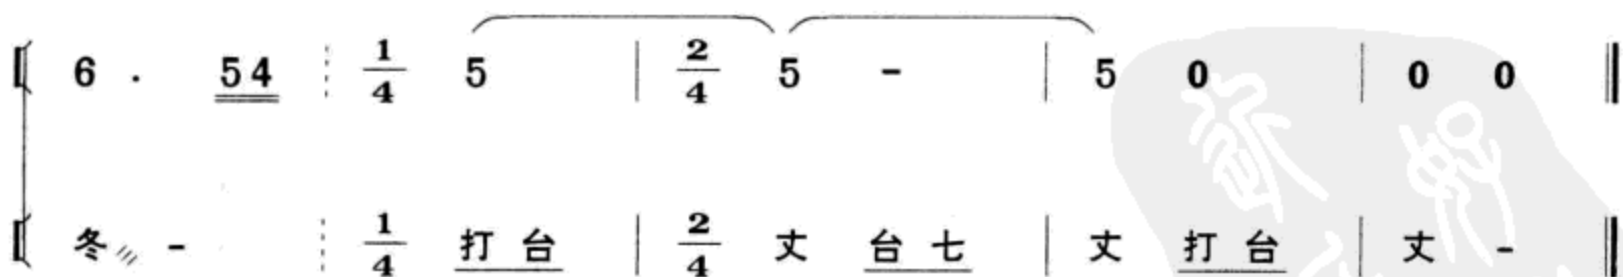 6 · 54 1/4 5 | 2/4 5 - | 5 0 | 0 0
冬 - 1/4 打 台 | 2/4 丈 台 七 | 丈 打 台 | 丈 -